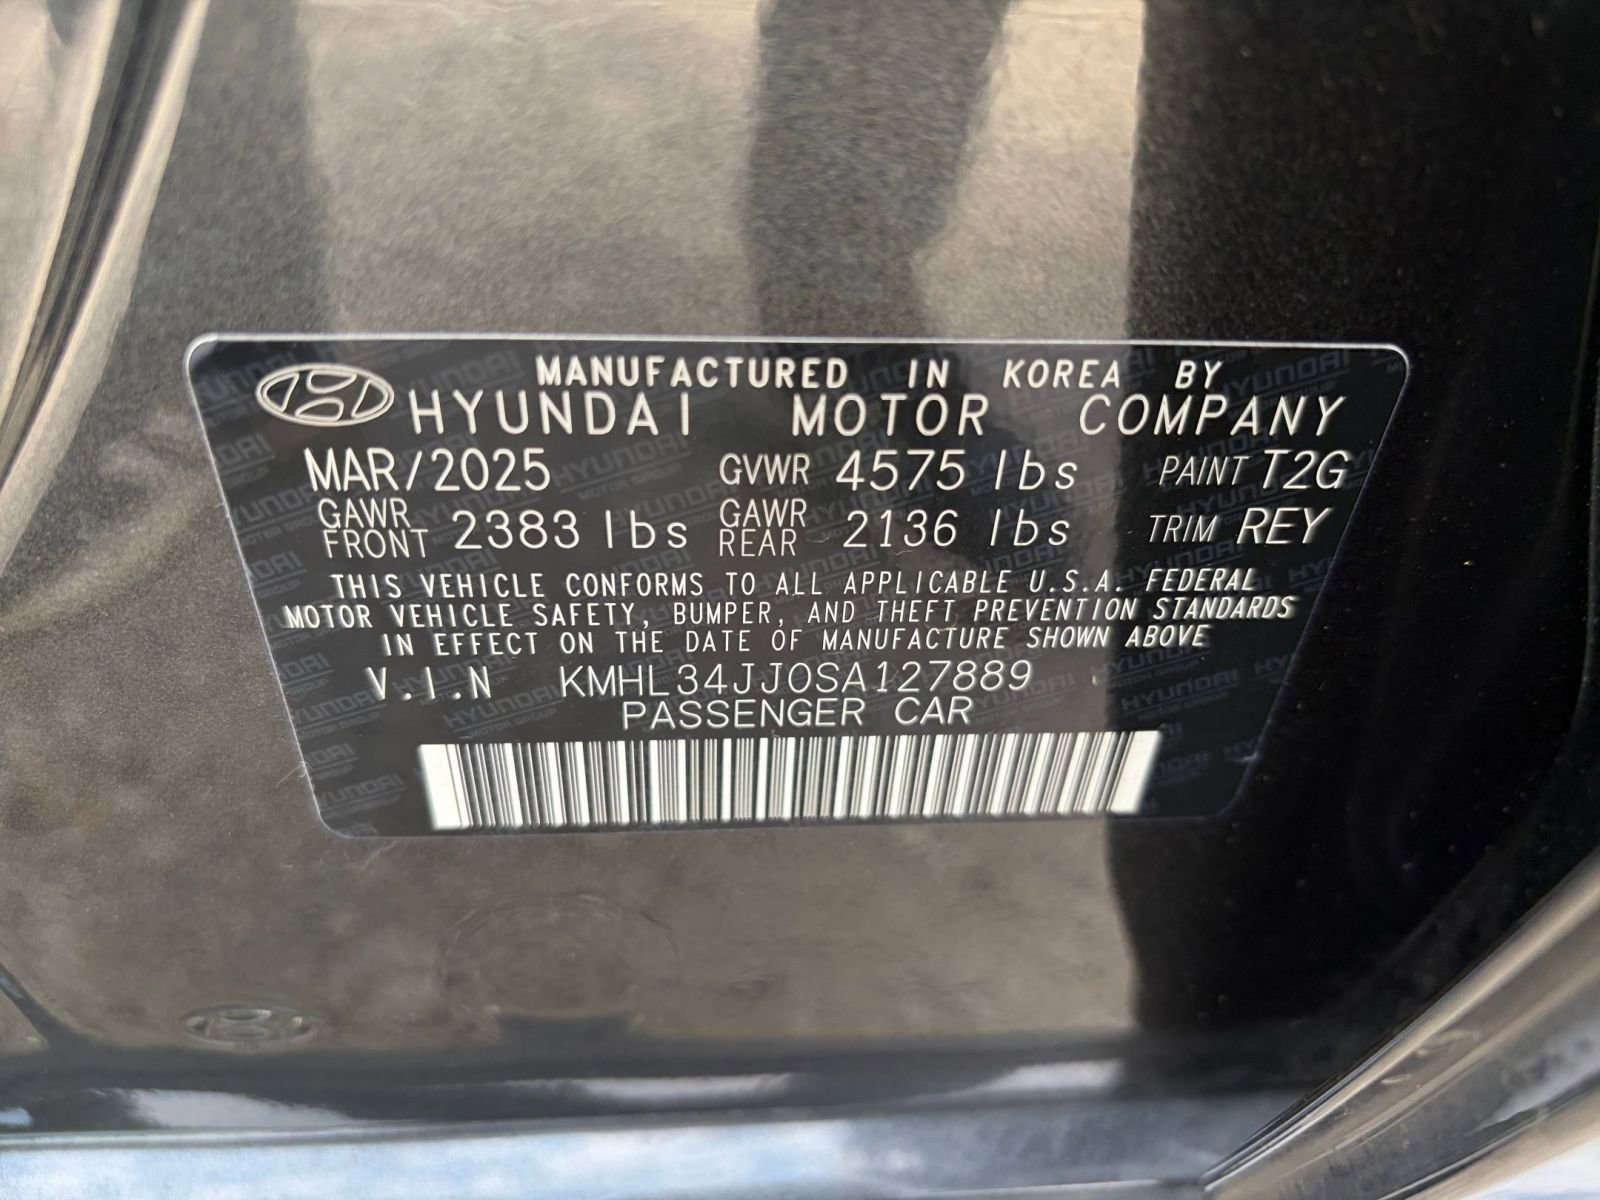 MANUFACTURED IN KOREA BY
HYUNDAI MOTOR COMPANY
MAR/2025 GVWR 4575 lbs PAINT T2G
GAWR FRONT 2383 lbs GAWR REAR 2136 lbs TRIM REY
THIS VEHICLE CONFORMS TO ALL APPLICABLE U.S.A. FEDERAL
MOTOR VEHICLE SAFETY, BUMPER, AND THEFT PREVENTION STANDARDS
IN EFFECT ON THE DATE OF MANUFACTURE SHOWN ABOVE
V.I.N KMHL34JJ0SA127889
PASSENGER CAR